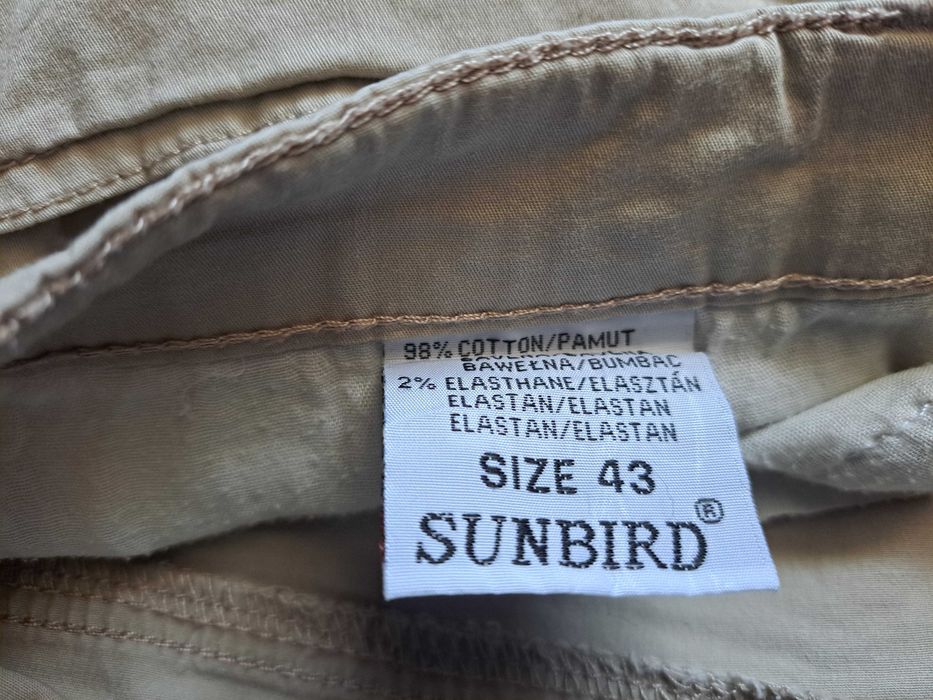 98% COTTON/PAMUT
BAWEŁNA/BUMBAC
2% ELASTHANE/ELASZTÁN
ELASTAN/ELASTAN
ELASTAN/ELASTAN
SIZE 43
SUNBIRD®